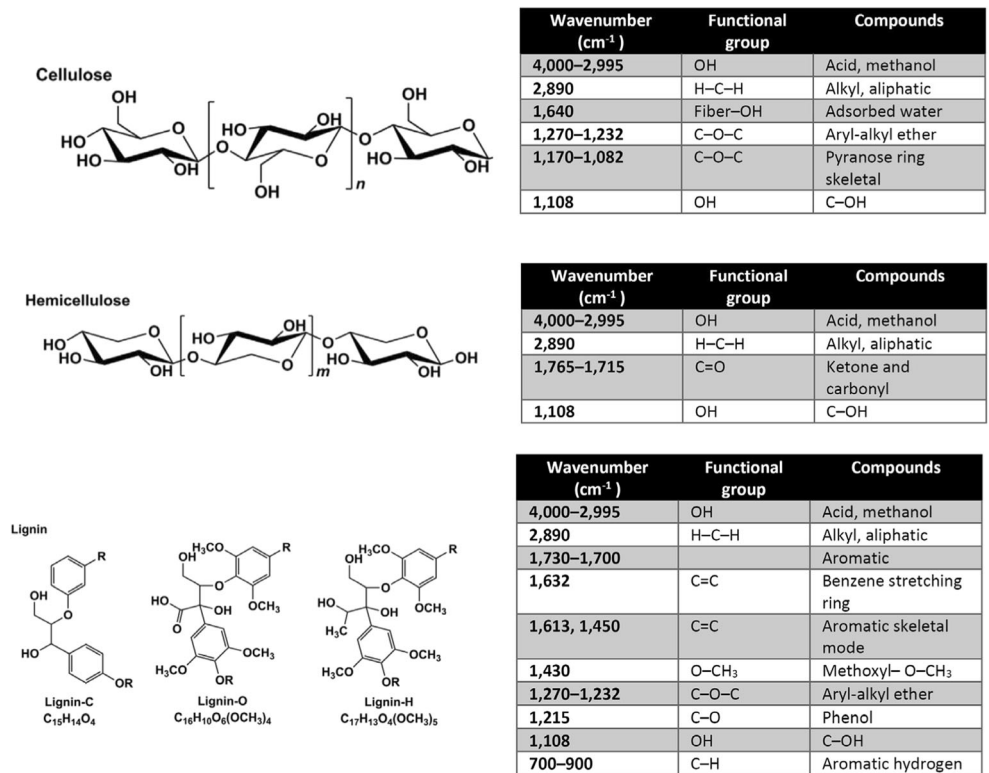 Cellulose
OH
HO
HO
O
OH
O
HO
OH
O
OH
n
O
OH
HO
O
OH
Wavenumber (cm-1 ) Functional group Compounds
4,000–2,995 OH Acid, methanol
2,890 H–C–H Alkyl, aliphatic
1,640 Fiber–OH Adsorbed water
1,270–1,232 C–O–C Aryl-alkyl ether
1,170–1,082 C–O–C Pyranose ring
skeletal
1,108 OH C–OH
Hemicellulose
HO
HO
O
OH
O
HO
OH
O
m
O
HO
O
OH
OH
Wavenumber (cm-1 ) Functional group Compounds
4,000–2,995 OH Acid, methanol
2,890 H–C–H Alkyl, aliphatic
1,765–1,715 C=O Ketone and
carbonyl
1,108 OH C–OH
Lignin
R
OH
O
HO
OR
Lignin-C
C15H14O4
OH
H3CO
R
O
OCH3
HO
O
OH
OCH3
H3CO
OR
Lignin-O
C16H10O6(OCH3)4
OH
H3CO
R
O
OCH3
HO
OH
H3C
OCH3
H3CO
OR
Lignin-H
C17H13O4(OCH3)5
Wavenumber (cm-1 ) Functional group Compounds
4,000–2,995 OH Acid, methanol
2,890 H–C–H Alkyl, aliphatic
1,730–1,700 Aromatic
1,632 C=C Benzene stretching
ring
1,613, 1,450 C=C Aromatic skeletal
mode
1,430 O–CH3 Methoxyl– O–CH3
1,270–1,232 C–O–C Aryl-alkyl ether
1,215 C–O Phenol
1,108 OH C–OH
700–900 C–H Aromatic hydrogen